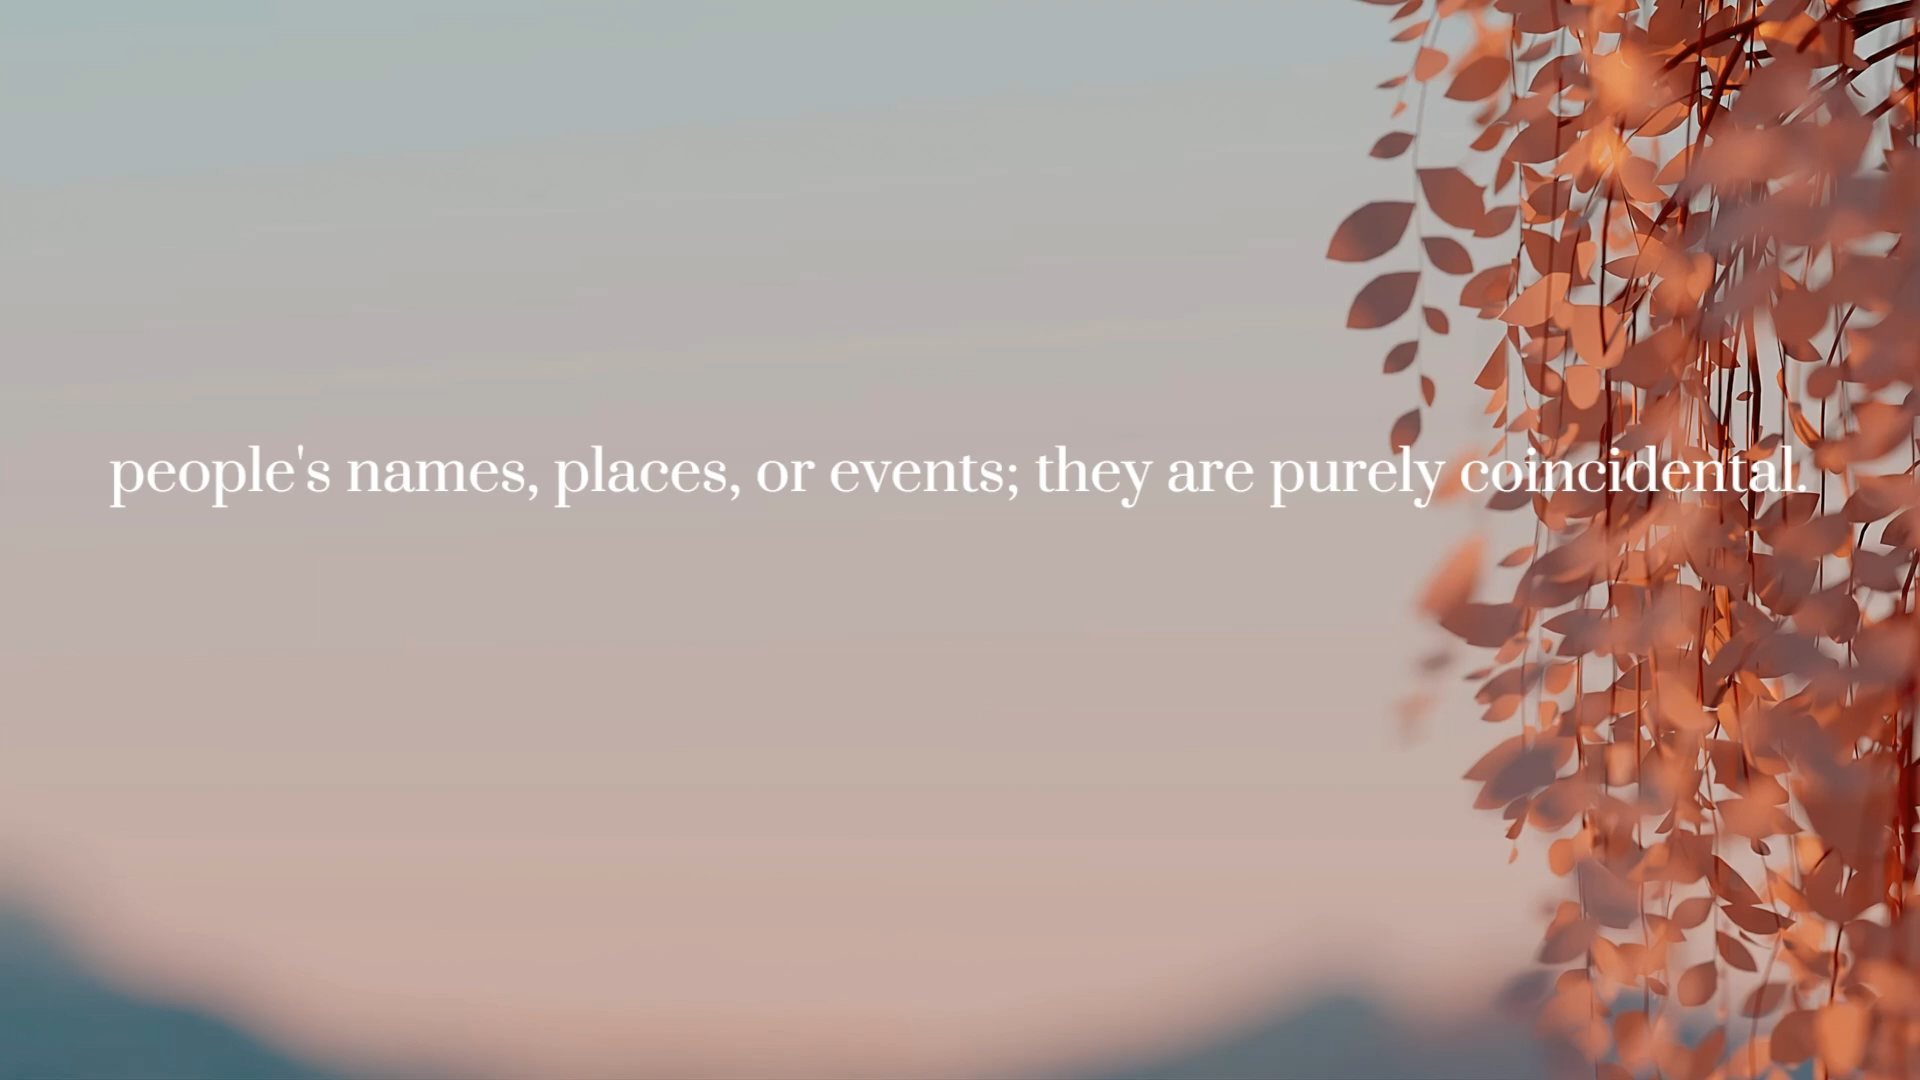 people's names, places, or events; they are purely coincidental.